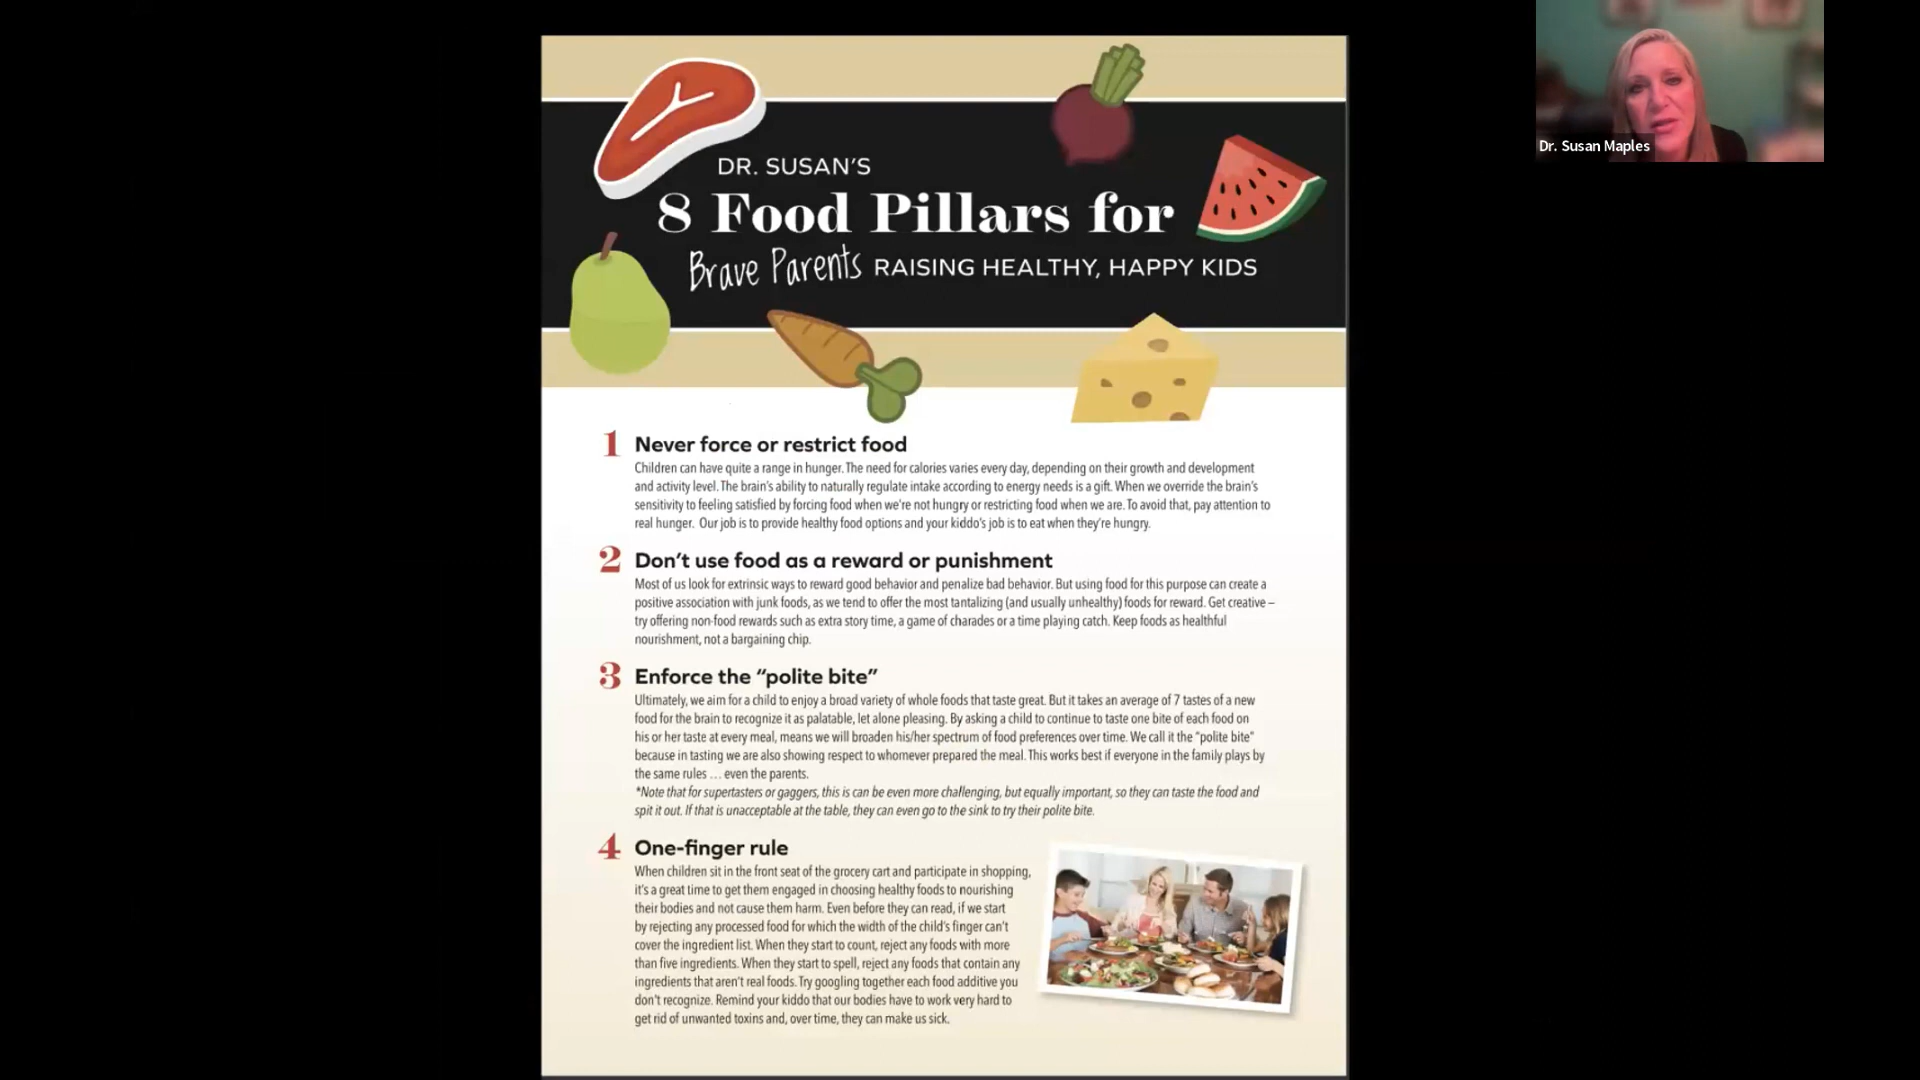 DR. SUSAN'S
8 Food Pillars for
Brave Parents RAISING HEALTHY, HAPPY KIDS
Dr. Susan Maples
1 Never force or restrict food
Children can have quite a range in hunger. The need for calories varies every day, depending on their growth and development
and activity level. The brain's ability to naturally regulate intake according to energy needs is a gift. When we override the brain's
sensitivity to feeling satisfied by forcing food when we're not hungry or restricting food when we are. To avoid that, pay attention to
real hunger. Our job is to provide healthy food options and your kiddo's job is to eat when they're hungry.
2 Don't use food as a reward or punishment
Most of us look for extrinsic ways to reward good behavior and penalize bad behavior. But using food for this purpose can create a
positive association with junk foods, as we tend to offer the most tantalizing (and usually unhealthy) foods for reward. Get creative –
try offering non-food rewards such as extra story time, a game of charades or a time playing catch. Keep foods as healthful
nourishment, not a bargaining chip.
3 Enforce the “polite bite”
Ultimately, we aim for a child to enjoy a broad variety of whole foods that taste great. But it takes an average of 7 tastes of a new
food for the brain to recognize it as palatable, let alone pleasing. By asking a child to continue to taste one bite of each food on
his or her taste at every meal, means we will broaden his/her spectrum of food preferences over time. We call it the “polite bite”
because in tasting we are also showing respect to whomever prepared the meal. This works best if everyone in the family plays by
the same rules … even the parents.
*Note that for supertasters or gaggers, this is can be even more challenging, but equally important, so they can taste the food and
spit it out. If that is unacceptable at the table, they can even go to the sink to try their polite bite.
4 One-finger rule
When children sit in the front seat of the grocery cart and participate in shopping,
it's a great time to get them engaged in choosing healthy foods to nourishing
their bodies and not cause them harm. Even before they can read, if we start
by rejecting any processed food for which the width of the child's finger can't
cover the ingredient list. When they start to count, reject any foods with more
than five ingredients. When they start to spell, reject any foods that contain any
ingredients that aren't real foods. Try googling together each food additive you
don't recognize. Remind your kiddo that our bodies have to work very hard to
get rid of unwanted toxins and, over time, they can make us sick.